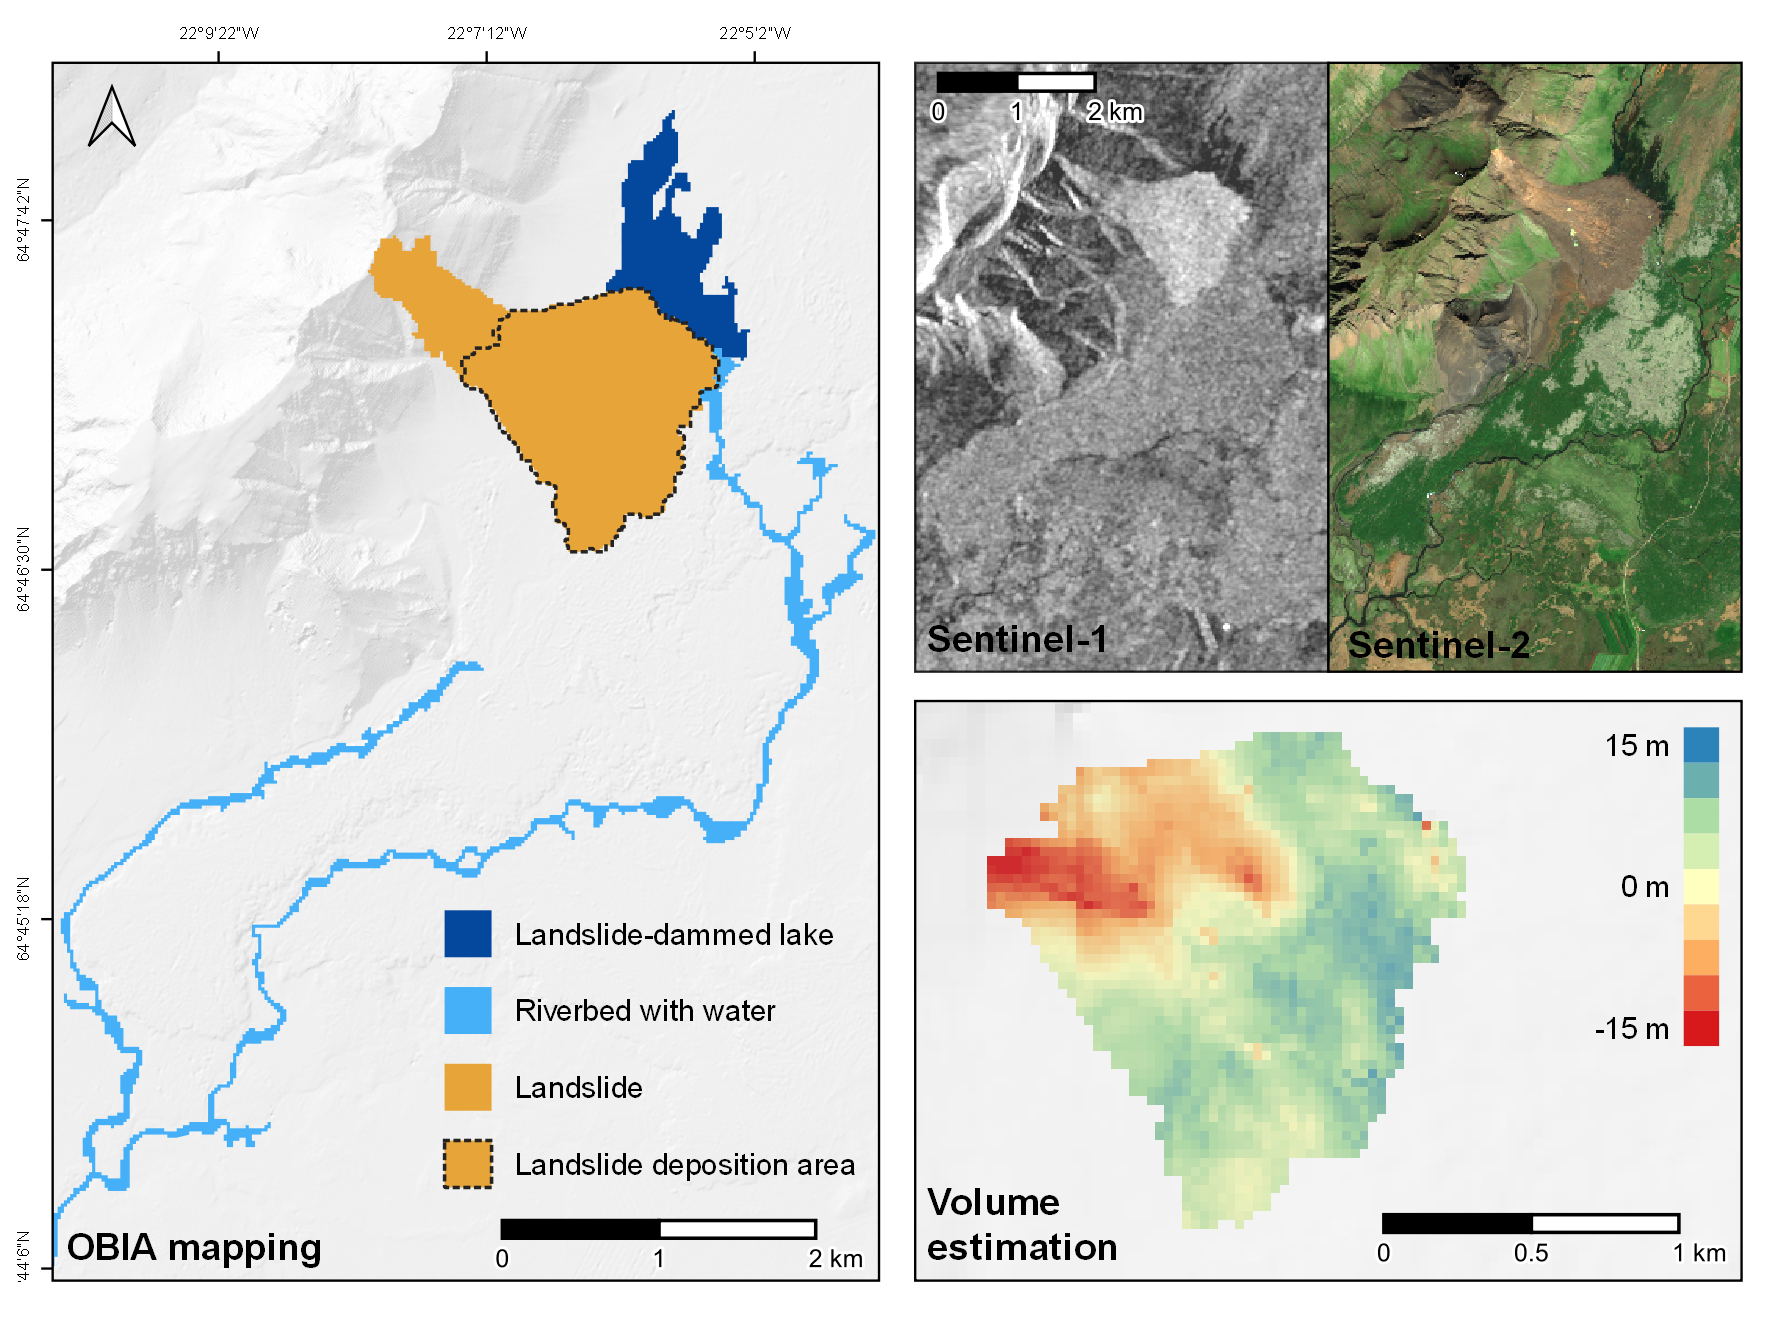 22°9'22"W 22°7'12"W 22°5'2"W
64°47'42"N
64°46'30"N
64°45'18"N
'44'6"N
Landslide-dammed lake
Riverbed with water
Landslide
Landslide deposition area
OBIA mapping
0 1 2 km
0 1 2 km
Sentinel-1
Sentinel-2
15 m
0 m
-15 m
Volume
estimation
0 0.5 1 km